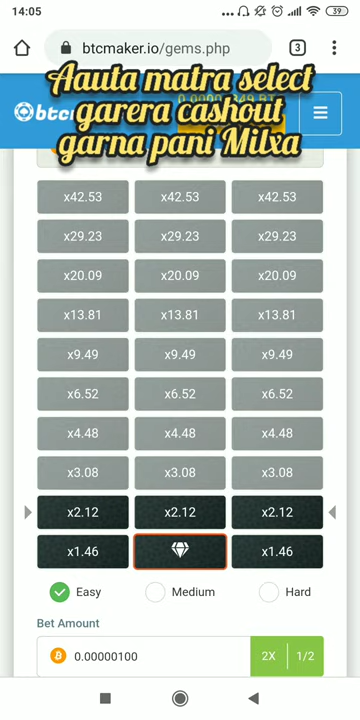 14:05
39
btcmaker.io/gems.php
3
Aauta matra select
garera cashout
garna pani Milxa
x42.53 x42.53 x42.53
x29.23 x29.23 x29.23
x20.09 x20.09 x20.09
x13.81 x13.81 x13.81
x9.49 x9.49 x9.49
x6.52 x6.52 x6.52
x4.48 x4.48 x4.48
x3.08 x3.08 x3.08
x2.12 x2.12 x2.12
x1.46 x1.46
Easy Medium Hard
Bet Amount
0.00000100 2X 1/2